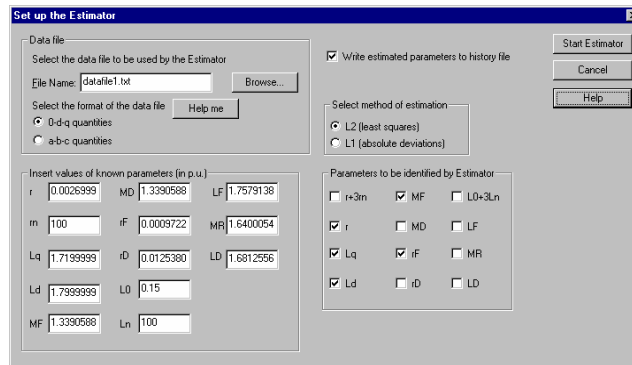 Set up the Estimator
Data file
Select the data file to be used by the Estimator
File Name: datafile1.txt Browse...
Select the format of the data file Help me
0-d-q quantities
a-b-c quantities
Write estimated parameters to history file
Select method of estimation
L2 (least squares)
L1 (absolute deviations)
Start Estimator
Cancel
Help
Insert values of known parameters (in p.u.)
r 0.0026999 MD 1.3390588 LF 1.7579138
rn 100 rF 0.0009722 MR 1.6400054
Lq 1.7199999 rD 0.0125380 LD 1.6812556
Ld 1.7999999 L0 0.15
MF 1.3390588 Ln 100
Parameters to be identified by Estimator
r+3rn MF L0+3Ln
r MD LF
Lq rF MR
Ld rD LD